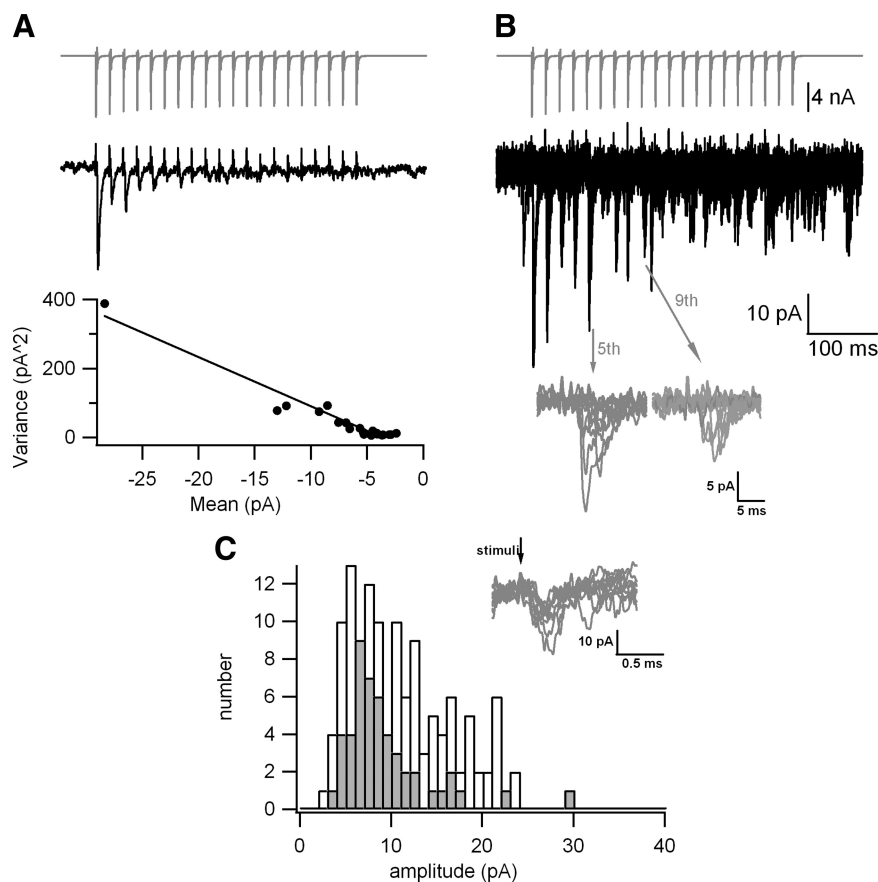 A
B
4 nA
400
200
0
Variance (pA^2)
-25 -20 -15 -10 -5 0
Mean (pA)
9th
5th
10 pA
100 ms
5 pA
5 ms
C
stimuli
10 pA
0.5 ms
12
10
8
6
4
2
0
number
0 10 20 30 40
amplitude (pA)